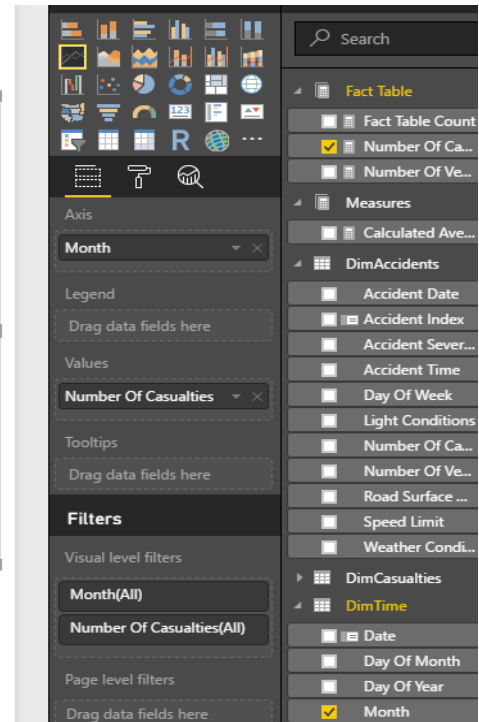 123
R
Axis
Month
Legend
Drag data fields here
Values
Number Of Casualties
Tooltips
Drag data fields here
Filters
Visual level filters
Month(All)
Number Of Casualties(All)
Page level filters
Drag data fields here
Search
Fact Table
Fact Table Count
Number Of Ca...
Number Of Ve...
Measures
Calculated Ave...
DimAccidents
Accident Date
Accident Index
Accident Sever...
Accident Time
Day Of Week
Light Conditions
Number Of Ca...
Number Of Ve...
Road Surface ...
Speed Limit
Weather Condi...
DimCasualties
DimTime
Date
Day Of Month
Day Of Year
Month